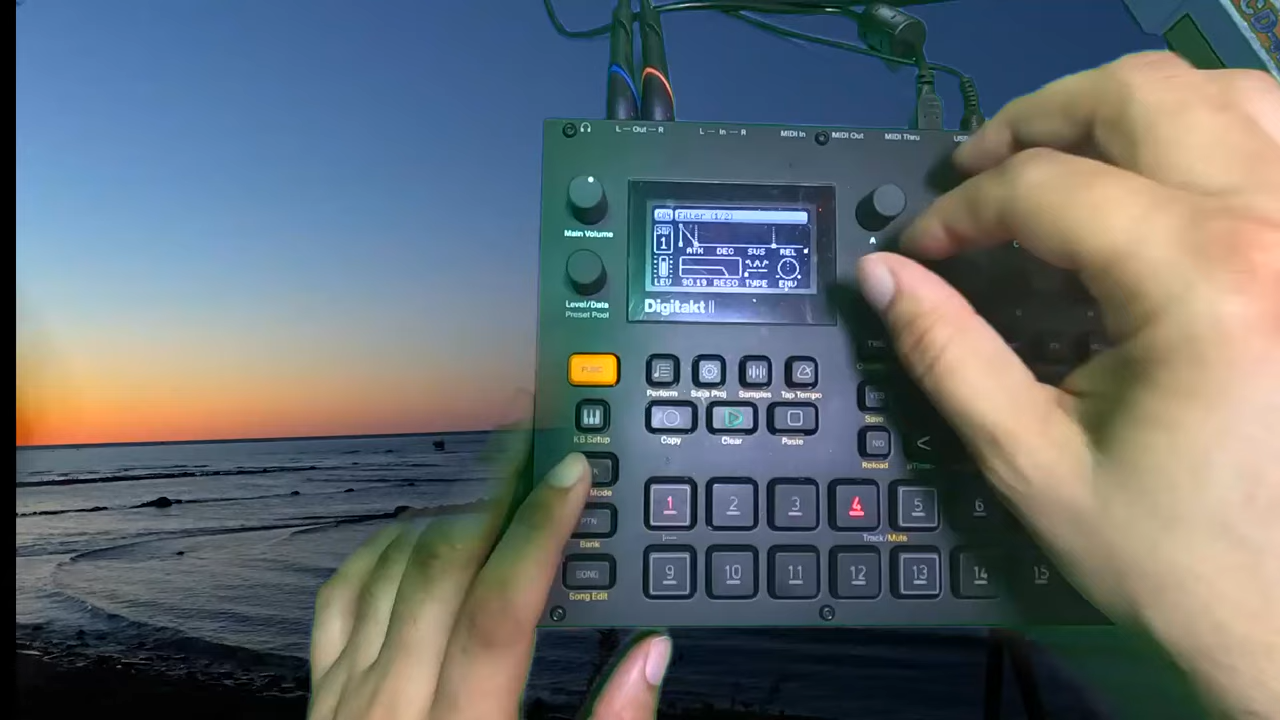 L — Out — R
L — In — R
MIDI In
MIDI Out
MIDI Thru
Main Volume
Level/Data
Preset Pool
Filter (1/2)
1
ATK DEC SUS REL
LEV 90.19 RESO TYPE ENV
Digitakt II
A
FUNC
Perform
Save Proj
Samples
Tap Tempo
KB Setup
Copy
Clear
Paste
YES
Save
NO
Reload
<
Mode
PTN
Bank
SONG
Song Edit
1 2 3 4 5 6
Track/Mute
9 10 11 12 13 14 15